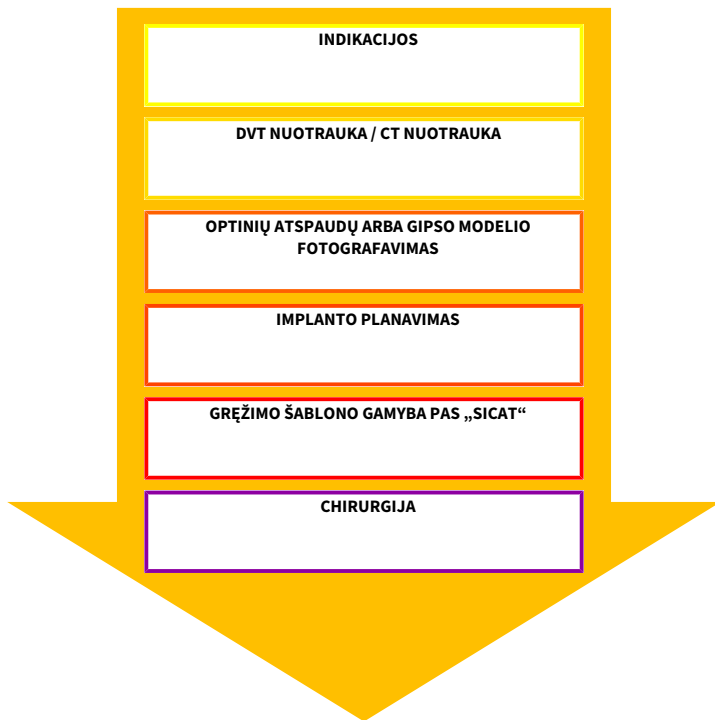 INDIKACIJOS
DVT NUOTRAUKA / CT NUOTRAUKA
OPTINIŲ ATSPAUDŲ ARBA GIPSO MODELIO
FOTOGRAFAVIMAS
IMPLANTO PLANAVIMAS
GRĘŽIMO ŠABLONO GAMYBA PAS „SICAT“
CHIRURGIJA